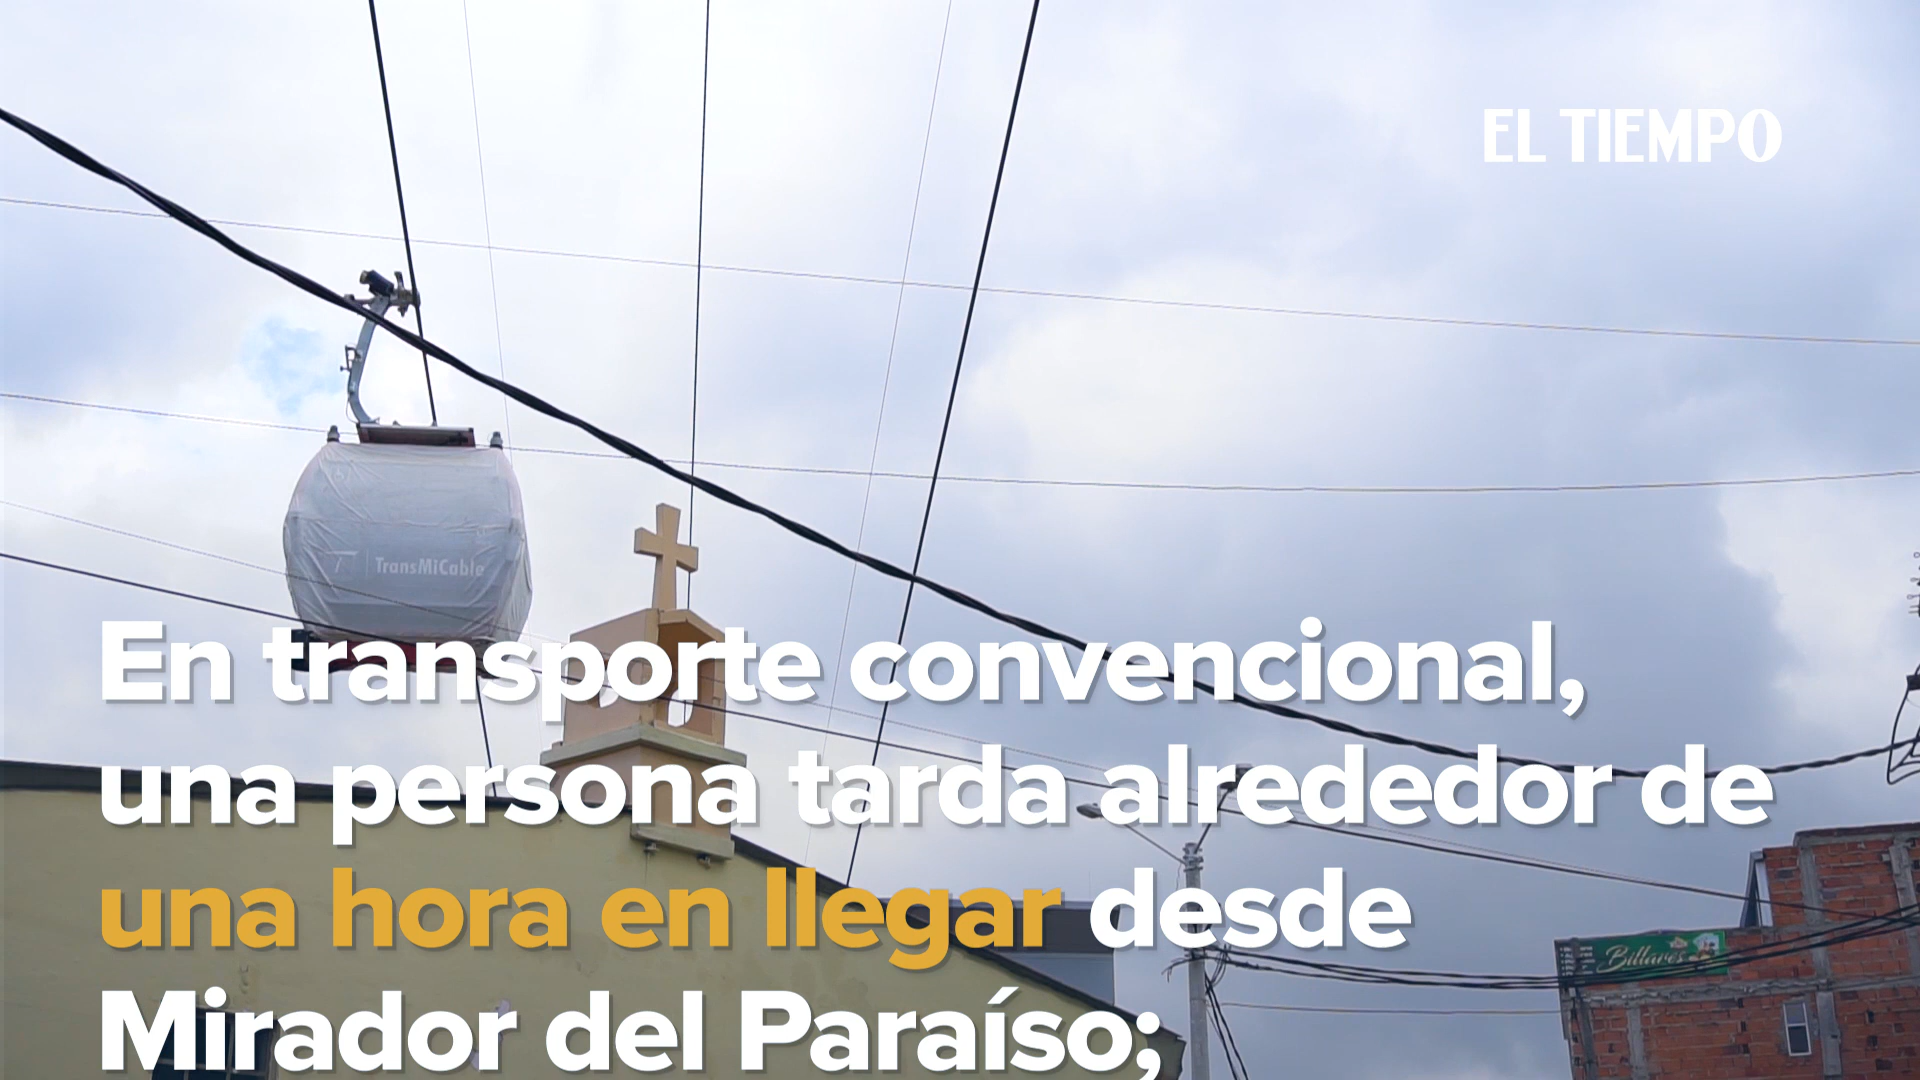 EL TIEMPO
TransMiCable
En transporte convencional,
una persona tarda alrededor de
una hora en llegar desde
Mirador del Paraíso;
Billares